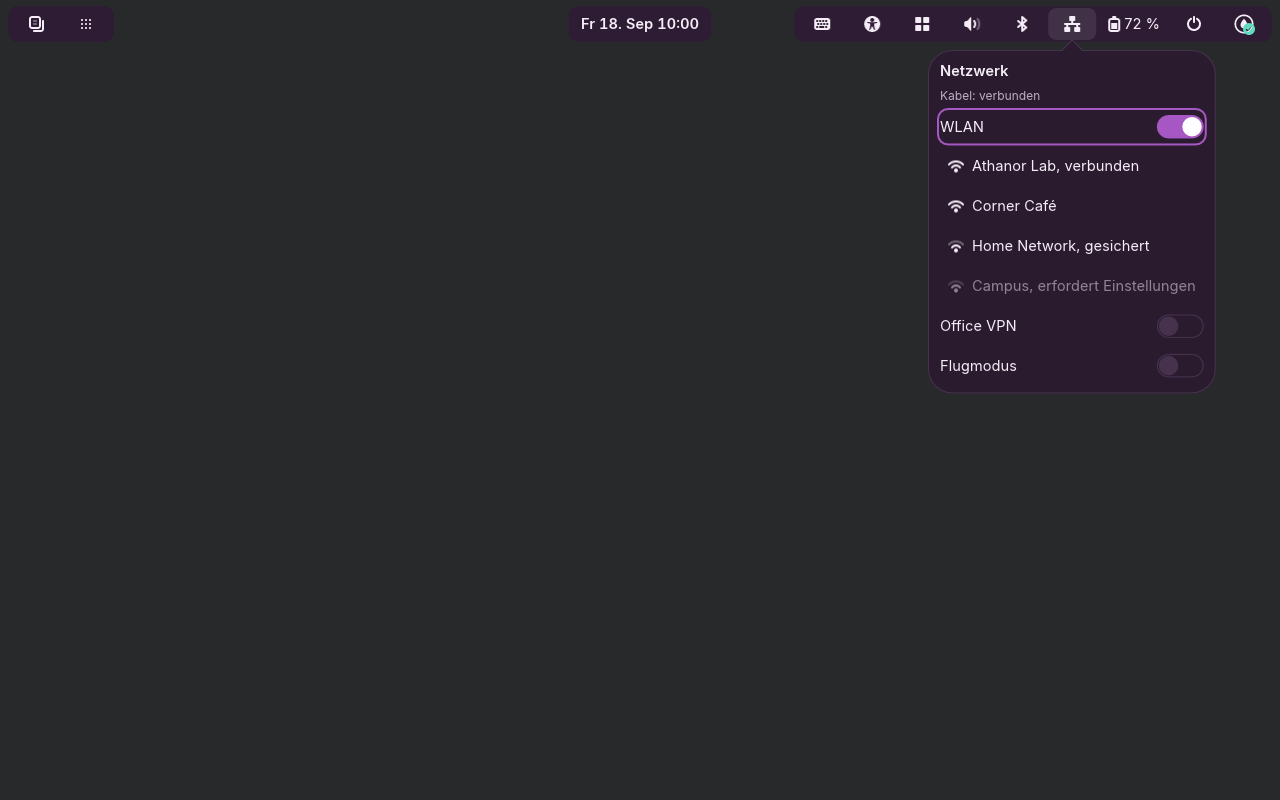 Fr 18. Sep 10:00
72 %
Netzwerk
Kabel: verbunden
WLAN
Athanor Lab, verbunden
Corner Café
Home Network, gesichert
Campus, erfordert Einstellungen
Office VPN
Flugmodus